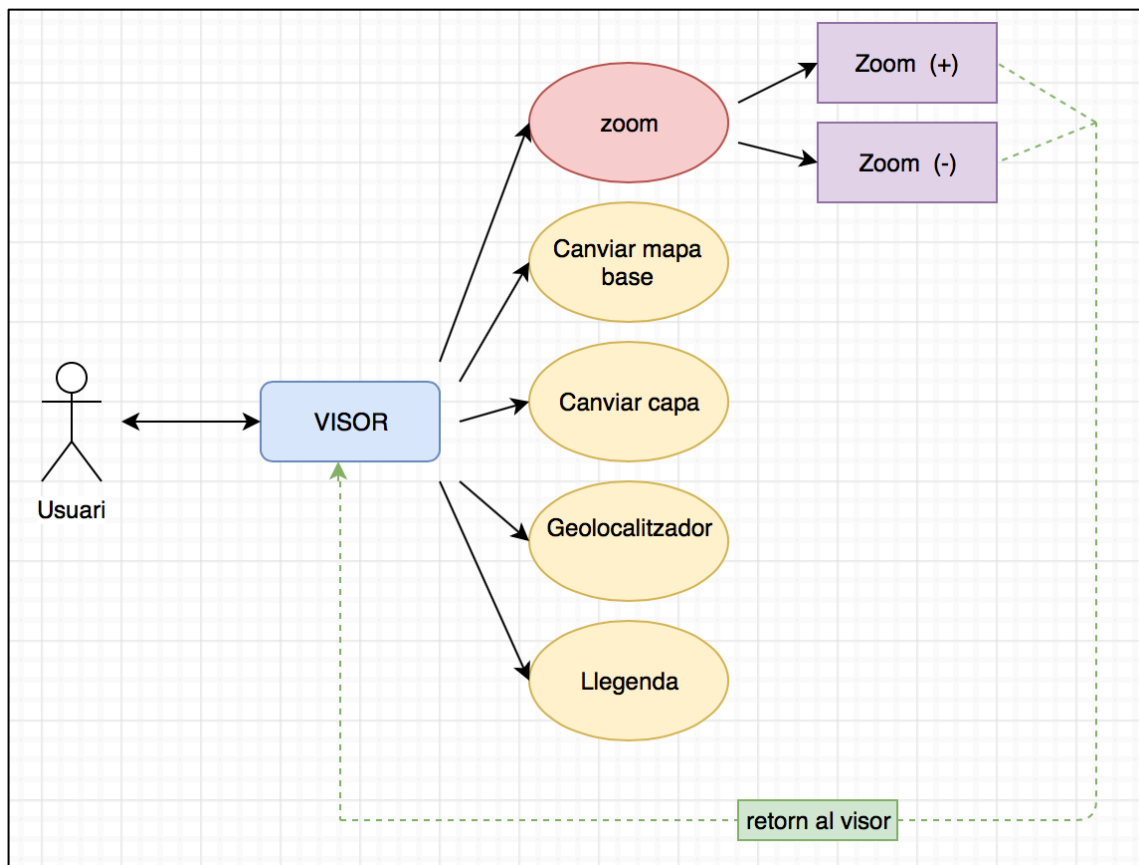 Zoom (+)
zoom
Zoom (-)
Canviar mapa
base
Canviar capa
VISOR
Usuari
Geolocalitzador
Llegenda
retorn al visor